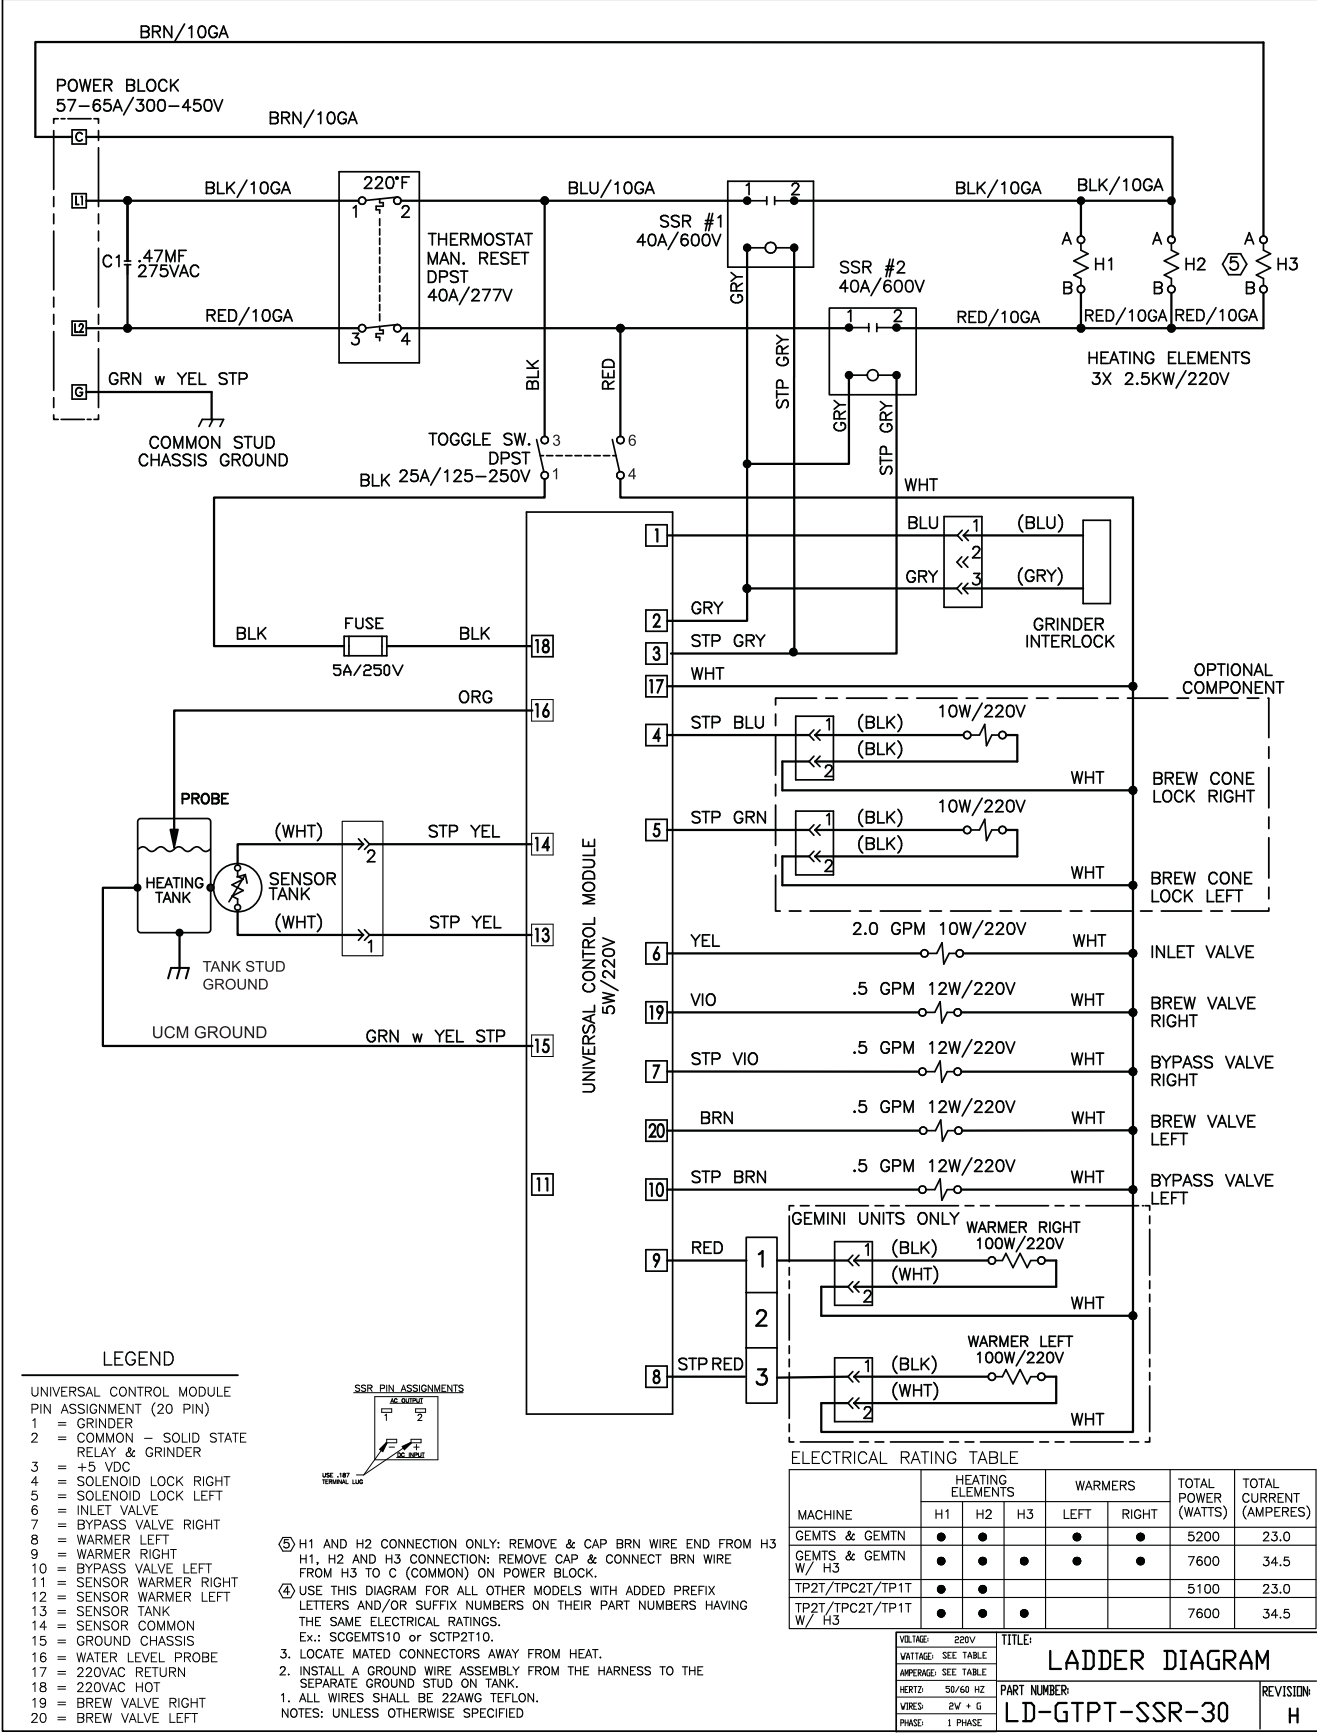 BRN/10GA
POWER BLOCK
57-65A/300-450V
BRN/10GA
C
L1
BLK/10GA
220°F
1
2
BLU/10GA
1
2
BLK/10GA
BLK/10GA
SSR #1
40A/600V
C1
.47MF
275VAC
THERMOSTAT
MAN. RESET
DPST
40A/277V
SSR #2
40A/600V
A
H1
B
A
H2
B
5
A
H3
B
GRY
L2
RED/10GA
3
4
1
2
RED/10GA
RED/10GA
RED/10GA
HEATING ELEMENTS
3X 2.5KW/220V
BLK
RED
STP GRY
GRY
STP GRY
G
GRN w YEL STP
COMMON STUD
CHASSIS GROUND
TOGGLE SW.
DPST
25A/125-250V
3
1
6
4
BLK
WHT
1
BLU
1
(BLU)
2
GRY
3
(GRY)
GRINDER
INTERLOCK
2
GRY
3
STP GRY
17
WHT
BLK
FUSE
5A/250V
BLK
18
ORG
16
OPTIONAL
COMPONENT
4
STP BLU
1
(BLK)
10W/220V
2
(BLK)
WHT
BREW CONE
LOCK RIGHT
5
STP GRN
1
(BLK)
10W/220V
2
(BLK)
WHT
BREW CONE
LOCK LEFT
PROBE
HEATING
TANK
SENSOR
TANK
(WHT)
2
STP YEL
14
(WHT)
1
STP YEL
13
TANK STUD
GROUND
UCM GROUND
GRN w YEL STP
15
UNIVERSAL CONTROL MODULE
5W/220V
6
YEL
2.0 GPM 10W/220V
WHT
INLET VALVE
19
VIO
.5 GPM 12W/220V
WHT
BREW VALVE
RIGHT
7
STP VIO
.5 GPM 12W/220V
WHT
BYPASS VALVE
RIGHT
20
BRN
.5 GPM 12W/220V
WHT
BREW VALVE
LEFT
11
10
STP BRN
.5 GPM 12W/220V
WHT
BYPASS VALVE
LEFT
GEMINI UNITS ONLY
9
RED
1
1
(BLK)
WARMER RIGHT
100W/220V
2
(WHT)
WHT
2
8
STP RED
3
1
(BLK)
WARMER LEFT
100W/220V
2
(WHT)
WHT
LEGEND
UNIVERSAL CONTROL MODULE
PIN ASSIGNMENT (20 PIN)
1 = GRINDER
2 = COMMON - SOLID STATE
RELAY & GRINDER
3 = +5 VDC
4 = SOLENOID LOCK RIGHT
5 = SOLENOID LOCK LEFT
6 = INLET VALVE
7 = BYPASS VALVE RIGHT
8 = WARMER LEFT
9 = WARMER RIGHT
10 = BYPASS VALVE LEFT
11 = SENSOR WARMER RIGHT
12 = SENSOR WARMER LEFT
13 = SENSOR TANK
14 = SENSOR COMMON
15 = GROUND CHASSIS
16 = WATER LEVEL PROBE
17 = 220VAC RETURN
18 = 220VAC HOT
19 = BREW VALVE RIGHT
20 = BREW VALVE LEFT
SSR PIN ASSIGNMENTS
AC OUTPUT
1
2
- +
DC INPUT
USE .187
TERMINAL LUG
5 H1 AND H2 CONNECTION ONLY: REMOVE & CAP BRN WIRE END FROM H3
H1, H2 AND H3 CONNECTION: REMOVE CAP & CONNECT BRN WIRE
FROM H3 TO C (COMMON) ON POWER BLOCK.
4 USE THIS DIAGRAM FOR ALL OTHER MODELS WITH ADDED PREFIX
LETTERS AND/OR SUFFIX NUMBERS ON THEIR PART NUMBERS HAVING
THE SAME ELECTRICAL RATINGS.
Ex.: SCGEMTS10 or SCTP2T10.
3. LOCATE MATED CONNECTORS AWAY FROM HEAT.
2. INSTALL A GROUND WIRE ASSEMBLY FROM THE HARNESS TO THE
SEPARATE GROUND STUD ON TANK.
1. ALL WIRES SHALL BE 22AWG TEFLON.
NOTES: UNLESS OTHERWISE SPECIFIED
ELECTRICAL RATING TABLE
MACHINE
HEATING
ELEMENTS
WARMERS
TOTAL
POWER
(WATTS)
TOTAL
CURRENT
(AMPERES)
H1 H2 H3 LEFT RIGHT
GEMTS & GEMTN ● ● ● ● 5200 23.0
GEMTS & GEMTN
W/ H3 ● ● ● ● ● 7600 34.5
TP2T/TPC2T/TP1T ● ● 5100 23.0
TP2T/TPC2T/TP1T
W/ H3 ● ● ● 7600 34.5
VOLTAGE: 220V
WATTAGE: SEE TABLE
AMPERAGE: SEE TABLE
HERTZ: 50/60 HZ
WIRES: 2W + G
PHASE: 1 PHASE
TITLE:
LADDER DIAGRAM
PART NUMBER:
LD-GTPT-SSR-30
REVISION:
H